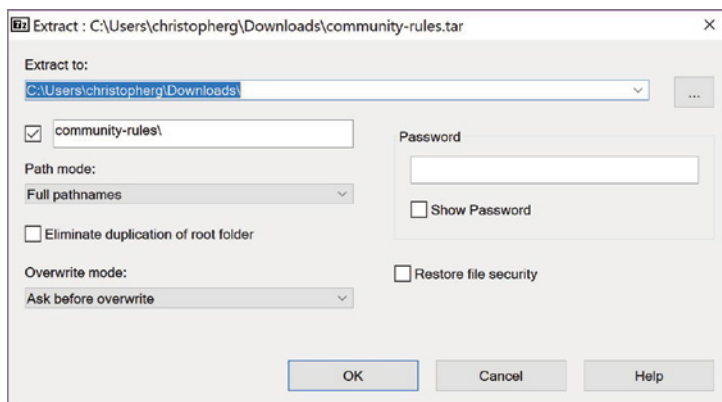 Extract : C:\Users\christopherg\Downloads\community-rules.tar
Extract to:
C:\Users\christopherg\Downloads\
...
community-rules\
Password
Path mode:
Full pathnames
Show Password
Eliminate duplication of root folder
Overwrite mode:
Restore file security
Ask before overwrite
OK
Cancel
Help